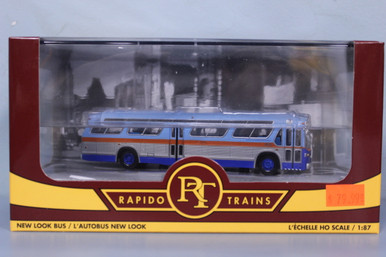 RAPIDO RT TRAINS
NEW LOOK BUS / L'AUTOBUS NEW LOOK
L'ÉCHELLE HO SCALE / 1:87